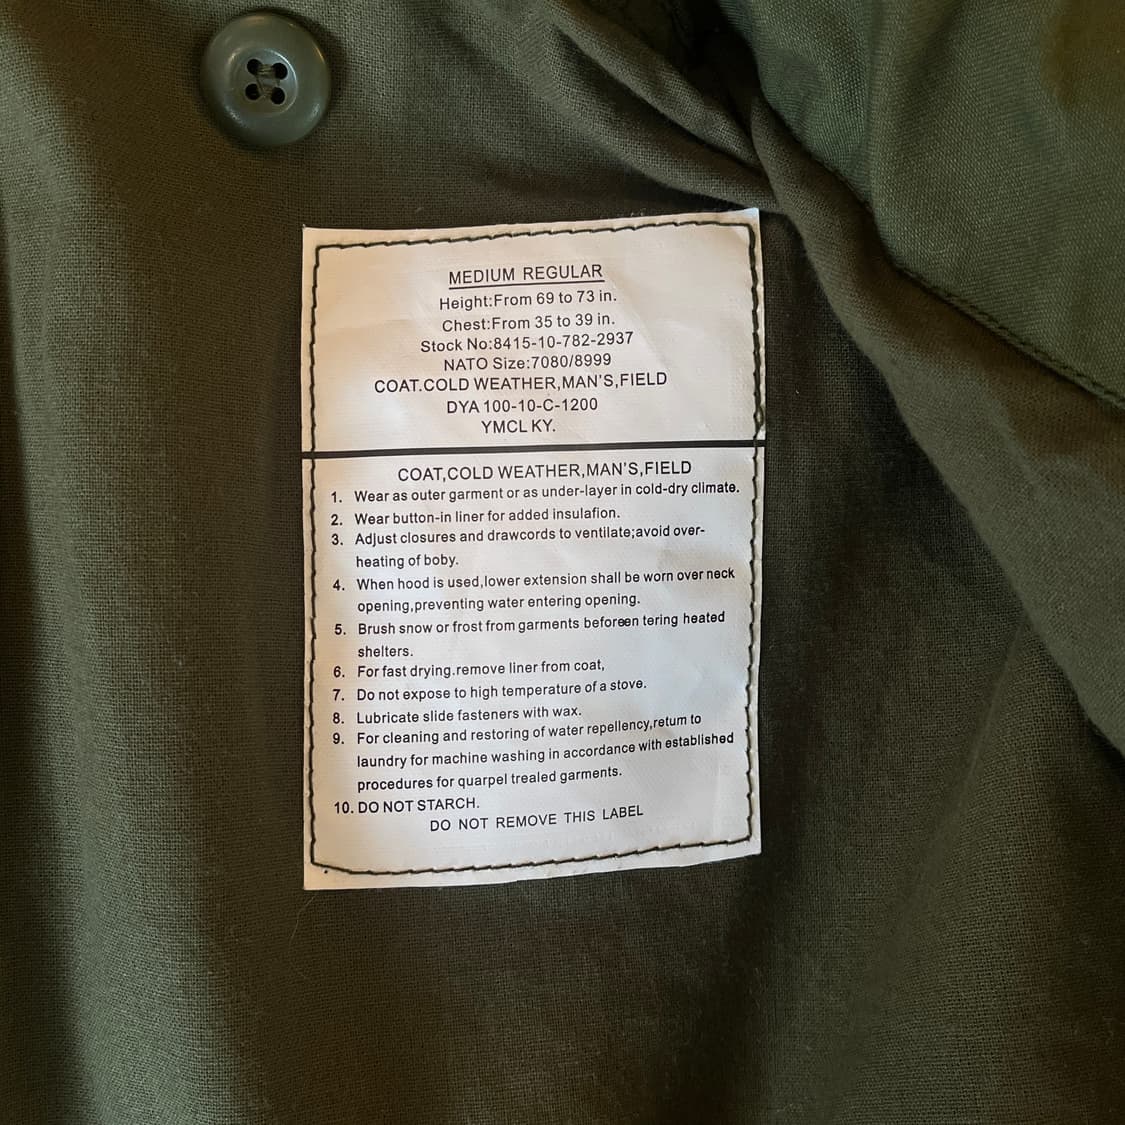 MEDIUM REGULAR
Height:From 69 to 73 in.
Chest:From 35 to 39 in.
Stock No:8415-10-782-2937
NATO Size:7080/8999
COAT.COLD WEATHER,MAN'S,FIELD
DYA 100-10-C-1200
YMCL KY.
COAT,COLD WEATHER,MAN'S,FIELD
1. Wear as outer garment or as under-layer in cold-dry climate.
2. Wear button-in liner for added insulafion.
3. Adjust closures and drawcords to ventilate;avoid over-
heating of boby.
4. When hood is used,lower extension shall be worn over neck
opening,preventing water entering opening.
5. Brush snow or frost from garments beforeen tering heated
shelters.
6. For fast drying.remove liner from coat,
7. Do not expose to high temperature of a stove.
8. Lubricate slide fasteners with wax.
9. For cleaning and restoring of water repellency,return to
laundry for machine washing in accordance with established
procedures for quarpel trealed garments.
10. DO NOT STARCH.
DO NOT REMOVE THIS LABEL